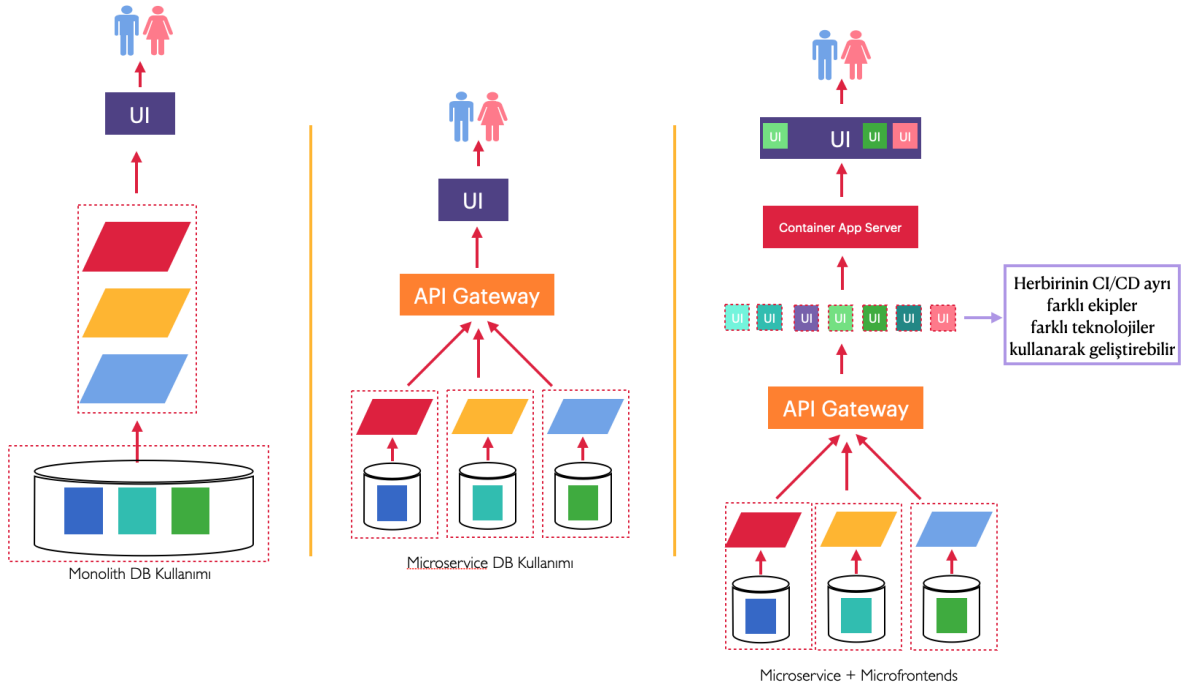 UI
Monolith DB Kullanımı
UI
API Gateway
Microservice DB Kullanımı
UI UI UI UI
Container App Server
UI UI UI UI UI UI UI
Herbirinin CI/CD ayrı
farklı ekipler
farklı teknolojiler
kullanarak geliştirebilir
API Gateway
Microservice + Microfrontends